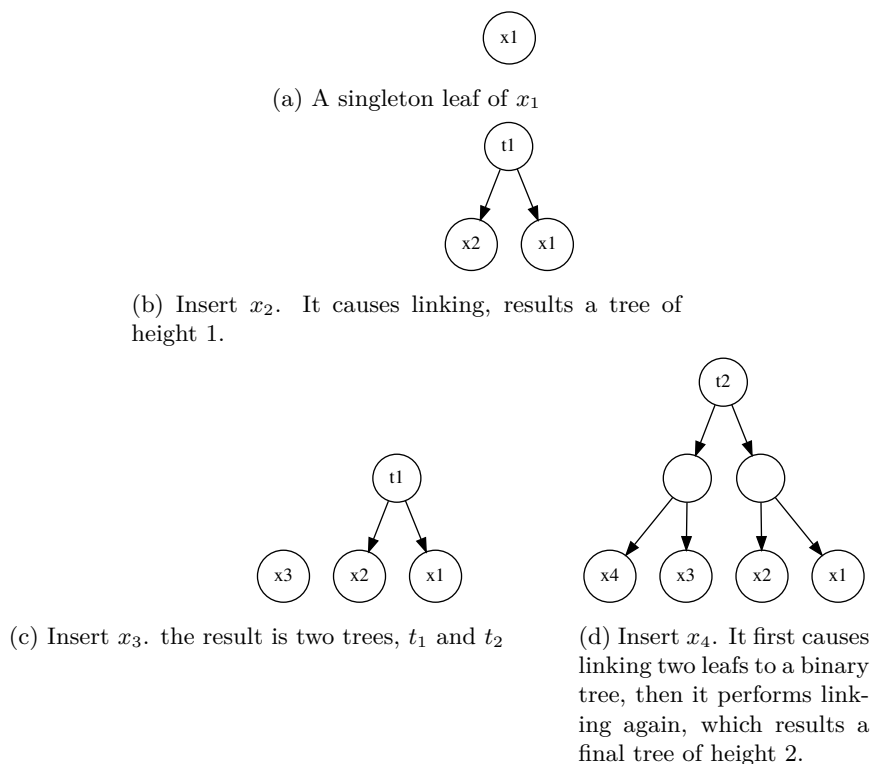 x1
(a) A singleton leaf of x₁
t1
x2 x1
(b) Insert x₂. It causes linking, results a tree of
height 1.
t2
t1
x3 x2 x1
x4 x3 x2 x1
(c) Insert x₃. the result is two trees, t₁ and t₂
(d) Insert x₄. It first causes
linking two leafs to a binary
tree, then it performs link-
ing again, which results a
final tree of height 2.